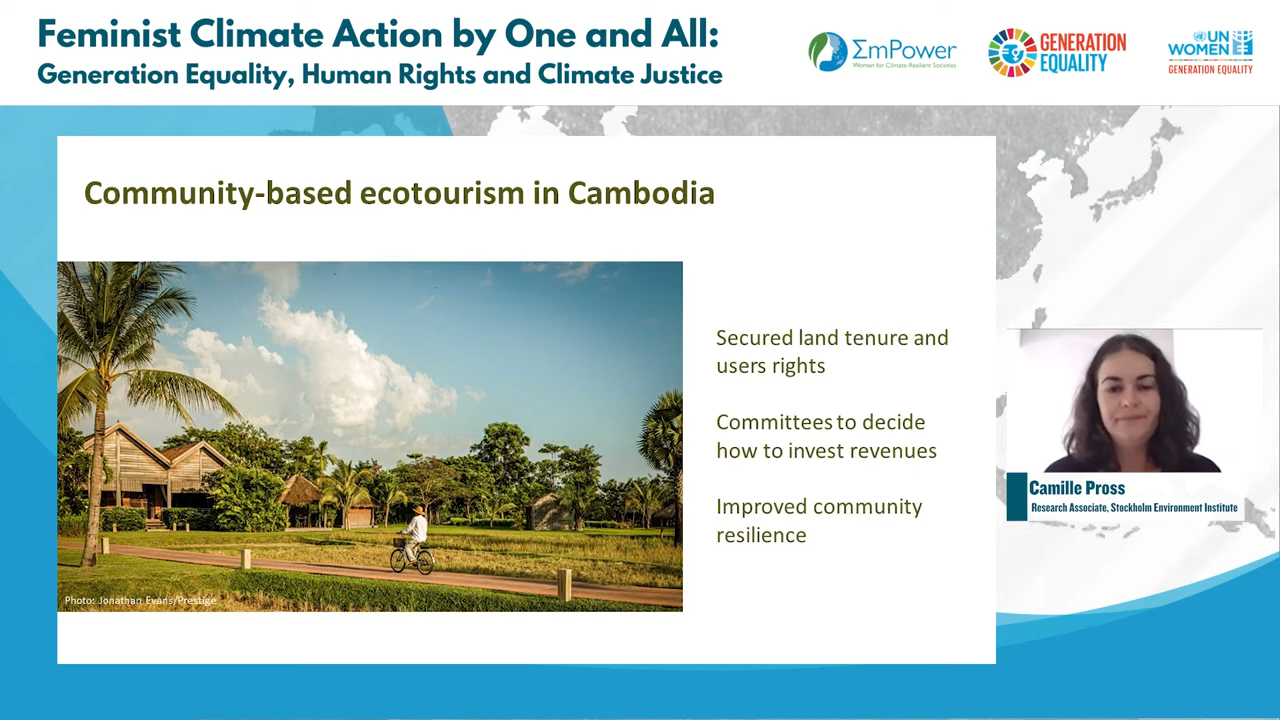 Feminist Climate Action by One and All:
Generation Equality, Human Rights and Climate Justice
ΣmPower
Women for Climate-Resilient Societies
GENERATION
EQUALITY
UN
WOMEN
GENERATION EQUALITY
Community-based ecotourism in Cambodia
Secured land tenure and
users rights
Committees to decide
how to invest revenues
Improved community
resilience
Photo: Jonathan Evans/Prestige
Camille Pross
Research Associate, Stockholm Environment Institute